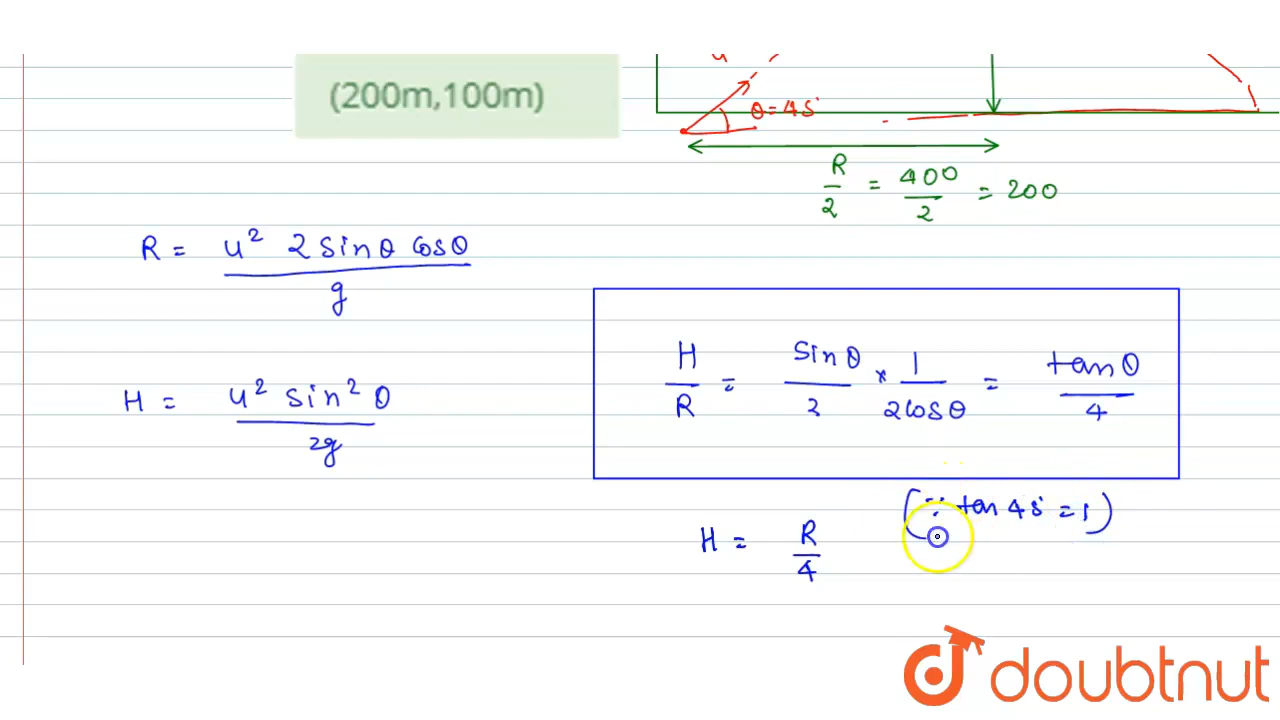 (200m,100m)
u
θ = 45°
R/2 = 400/2 = 200
R = u² 2 sinθ cosθ / g
H/R = sinθ/2 × 1/2cosθ = tanθ/4
H = u² sin² θ / 2g
(∵ tan 45° = 1)
H = R/4
doubtnut